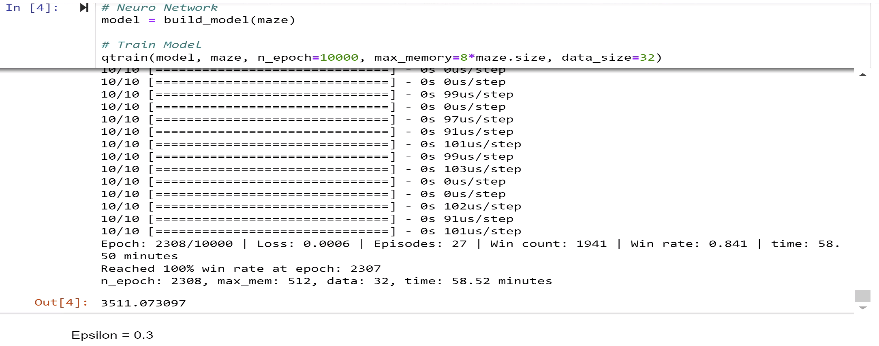 In [4]: # Neuro Network
model = build_model(maze)
# Train Model
qtrain(model, maze, n_epoch=10000, max_memory=8*maze.size, data_size=32)
10/10 [==============================] - 0s 0us/step
10/10 [==============================] - 0s 0us/step
10/10 [==============================] - 0s 99us/step
10/10 [==============================] - 0s 0us/step
10/10 [==============================] - 0s 97us/step
10/10 [==============================] - 0s 91us/step
10/10 [==============================] - 0s 101us/step
10/10 [==============================] - 0s 99us/step
10/10 [==============================] - 0s 103us/step
10/10 [==============================] - 0s 0us/step
10/10 [==============================] - 0s 0us/step
10/10 [==============================] - 0s 102us/step
10/10 [==============================] - 0s 91us/step
10/10 [==============================] - 0s 101us/step
Epoch: 2308/10000 | Loss: 0.0006 | Episodes: 27 | Win count: 1941 | Win rate: 0.841 | time: 58.
50 minutes
Reached 100% win rate at epoch: 2307
n_epoch: 2308, max_mem: 512, data: 32, time: 58.52 minutes
Out[4]: 3511.073097
Epsilon = 0.3